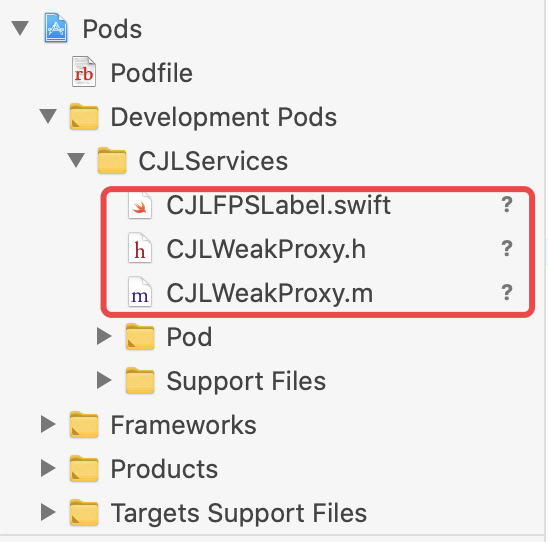 Pods
rb Podfile
Development Pods
CJLServices
CJLFPSLabel.swift ?
h CJLWeakProxy.h ?
m CJLWeakProxy.m ?
Pod
Support Files
Frameworks
Products
Targets Support Files